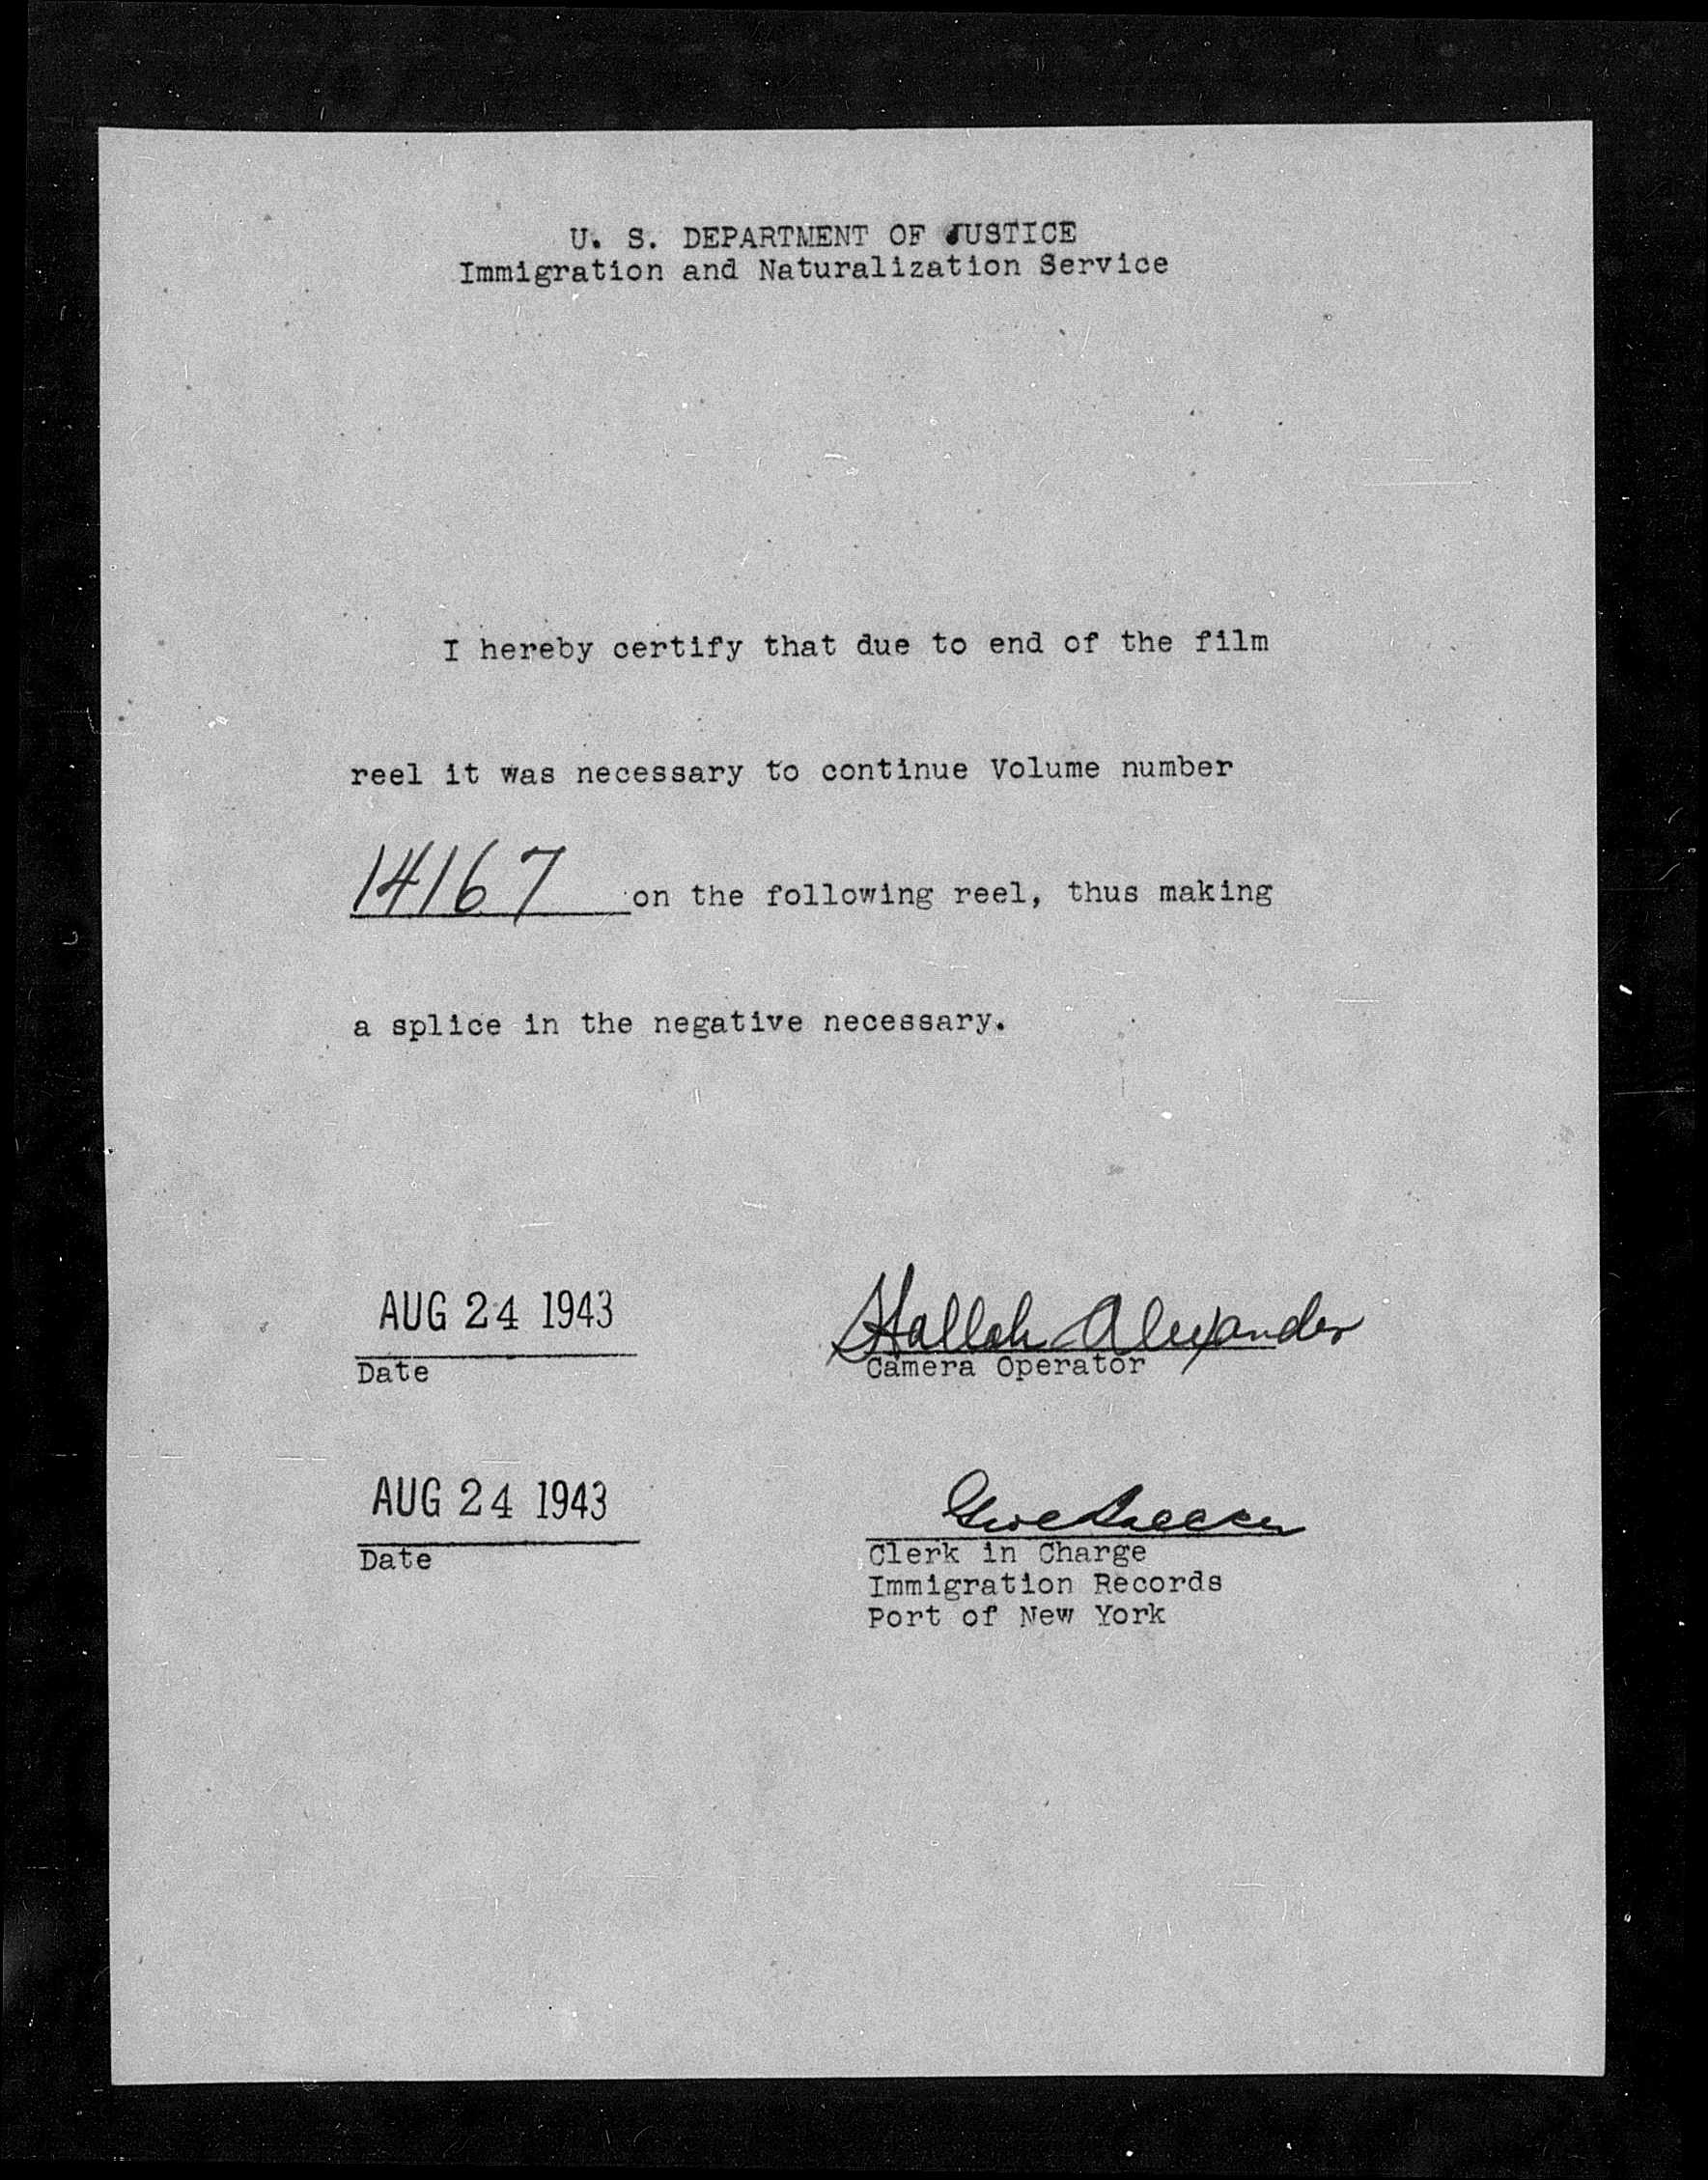 U. S. DEPARTMENT OF JUSTICE
Immigration and Naturalization Service
I hereby certify that due to end of the film
reel it was necessary to continue Volume number
14167 on the following reel, thus making
a splice in the negative necessary.
AUG 24 1943
Alexander
Date
Camera Operator
AUG 24 1943
Date
Clerk in Charge
Immigration Records
Port of New York